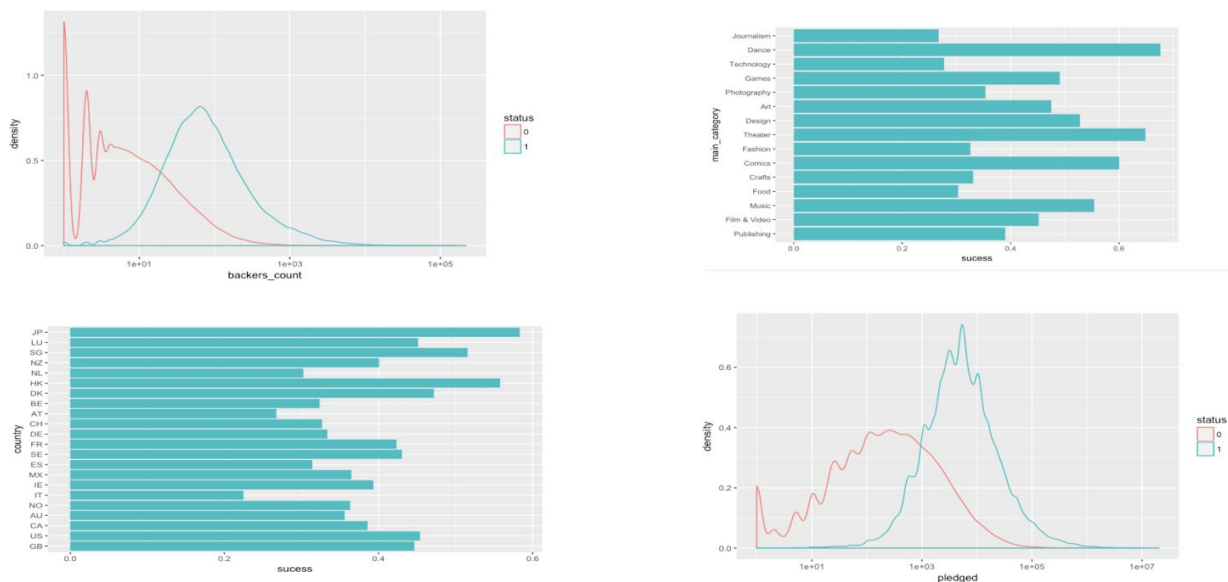 density
1.0
0.5
0.0
1e+01
1e+03
1e+05
backers_count
status
0
1
main_category
Journalism
Dance
Technology
Games
Photography
Art
Design
Theater
Fashion
Comics
Crafts
Food
Music
Film & Video
Publishing
0.0
0.2
0.4
0.6
sucess
country
JP
LU
SG
NZ
NL
HK
DK
BE
AT
CH
DE
FR
SE
ES
MX
IE
IT
NO
AU
CA
US
GB
0.0
0.2
0.4
0.6
sucess
density
0.6
0.4
0.2
0.0
1e+01
1e+03
1e+05
1e+07
pledged
status
0
1